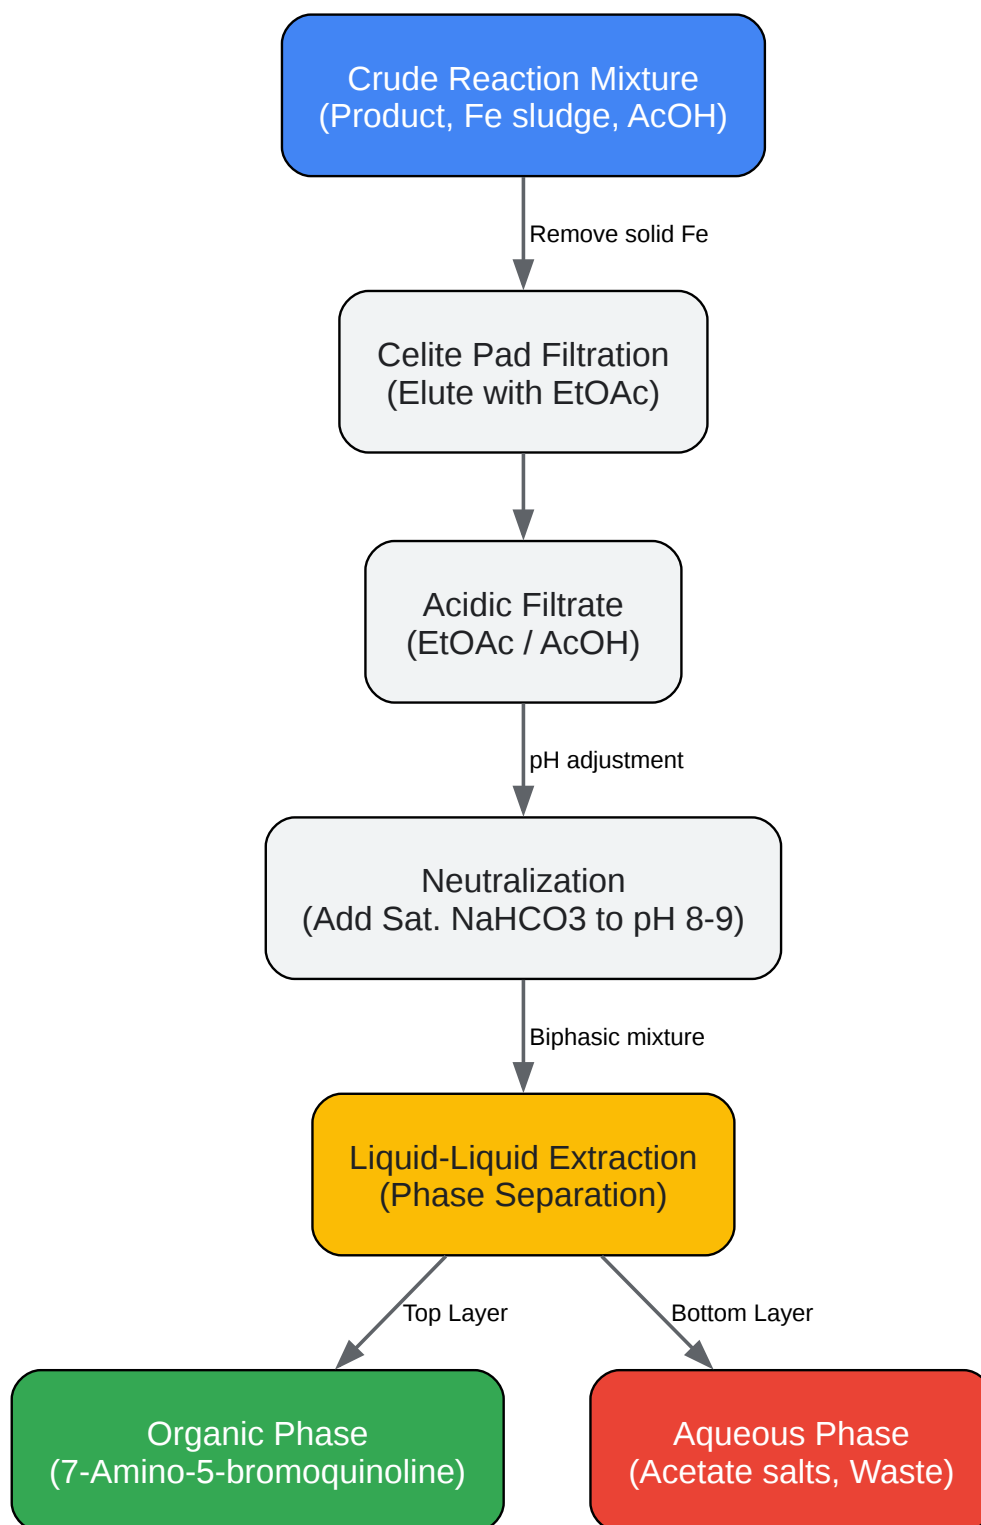 Crude Reaction Mixture
(Product, Fe sludge, AcOH)
Remove solid Fe
Celite Pad Filtration
(Elute with EtOAc)
Acidic Filtrate
(EtOAc / AcOH)
pH adjustment
Neutralization
(Add Sat. NaHCO3 to pH 8-9)
Biphasic mixture
Liquid-Liquid Extraction
(Phase Separation)
Top Layer
Bottom Layer
Organic Phase
(7-Amino-5-bromoquinoline)
Aqueous Phase
(Acetate salts, Waste)